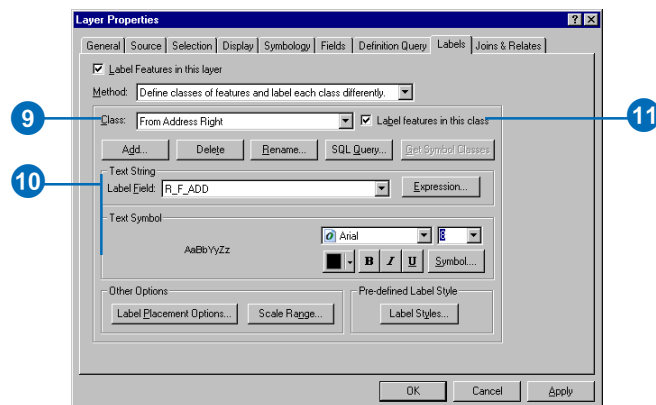 Layer Properties
General Source Selection Display Symbology Fields Definition Query Labels Joins & Relates
Label Features in this layer
Method: Define classes of features and label each class differently.
9 Class: From Address Right Label features in this class 11
Add... Delete Rename... SQL Query... Get Symbol Classes
10 Text String
Label Field: R_F_ADD Expression...
Text Symbol
AaBbYyZz Arial 8
B I U Symbol....
Other Options Pre-defined Label Style
Label Placement Options... Scale Range... Label Styles...
OK Cancel Apply